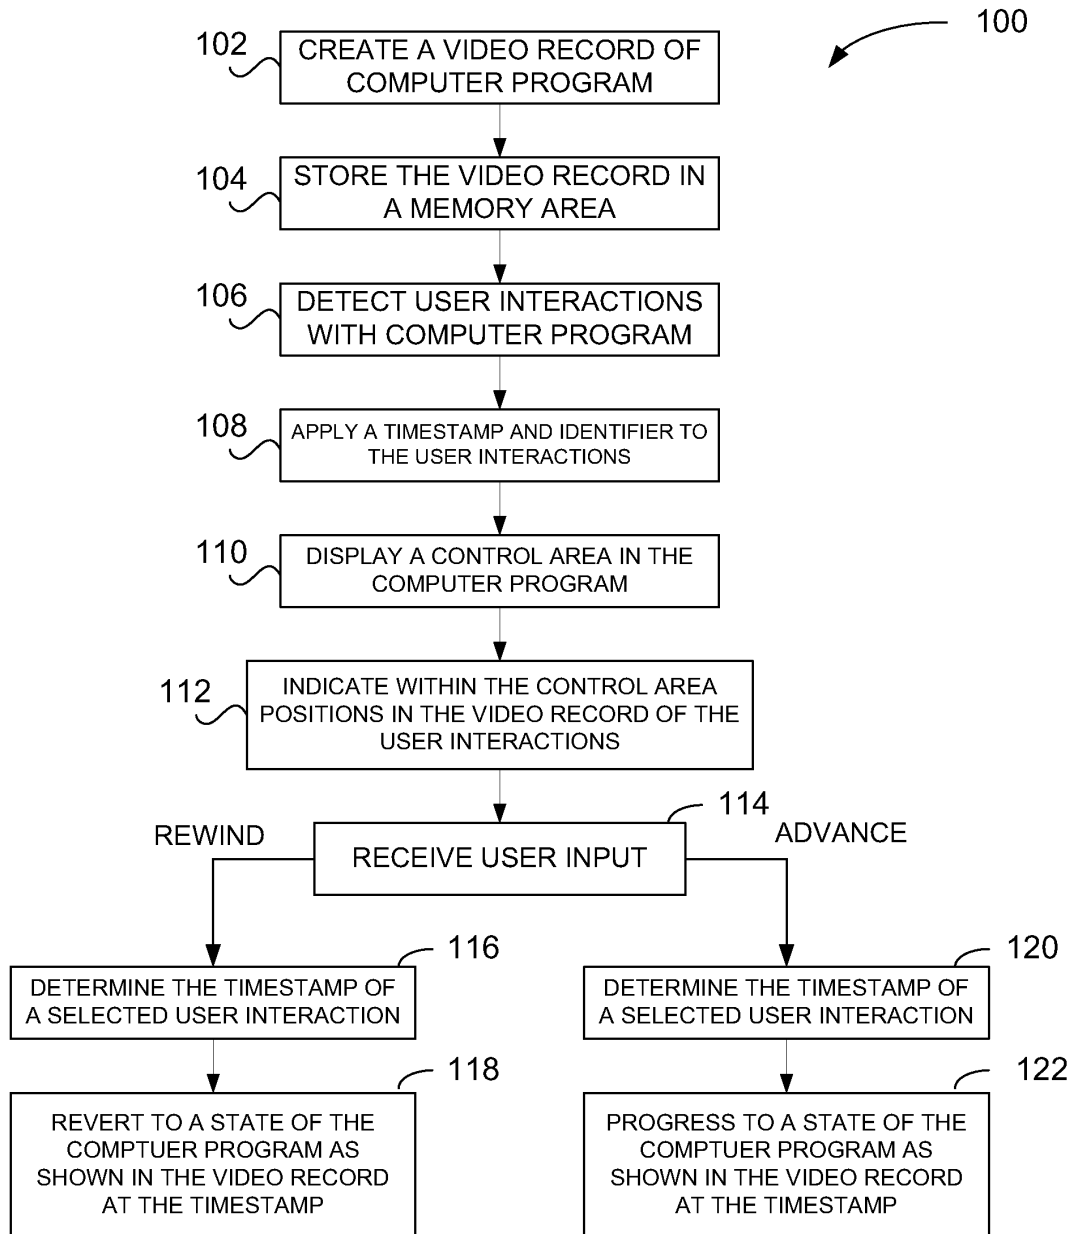 100
102
CREATE A VIDEO RECORD OF
COMPUTER PROGRAM
104
STORE THE VIDEO RECORD IN
A MEMORY AREA
106
DETECT USER INTERACTIONS
WITH COMPUTER PROGRAM
108
APPLY A TIMESTAMP AND IDENTIFIER TO
THE USER INTERACTIONS
110
DISPLAY A CONTROL AREA IN THE
COMPUTER PROGRAM
112
INDICATE WITHIN THE CONTROL AREA
POSITIONS IN THE VIDEO RECORD OF THE
USER INTERACTIONS
114
RECEIVE USER INPUT
REWIND
ADVANCE
116
DETERMINE THE TIMESTAMP OF
A SELECTED USER INTERACTION
118
REVERT TO A STATE OF THE
COMPTUER PROGRAM AS
SHOWN IN THE VIDEO RECORD
AT THE TIMESTAMP
120
DETERMINE THE TIMESTAMP OF
A SELECTED USER INTERACTION
122
PROGRESS TO A STATE OF THE
COMPTUER PROGRAM AS
SHOWN IN THE VIDEO RECORD
AT THE TIMESTAMP